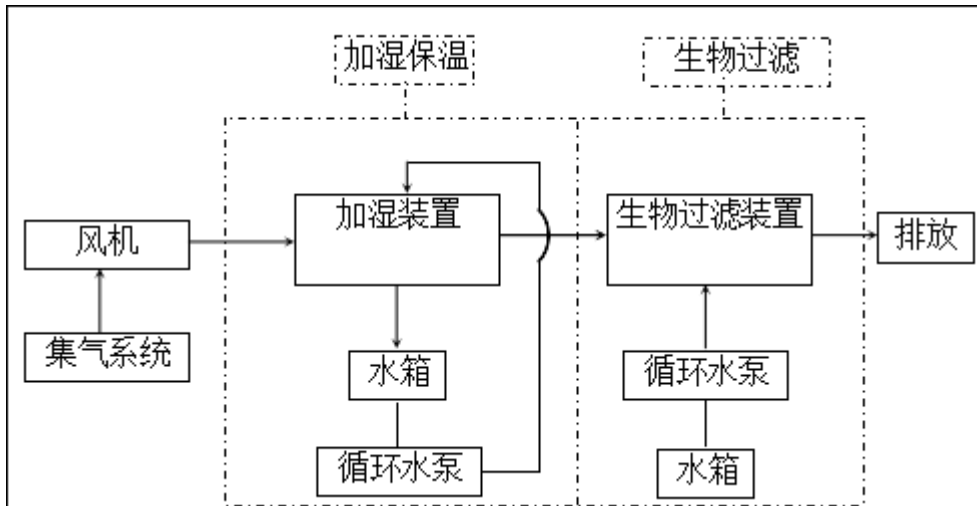 加湿保温
生物过滤
加湿装置
生物过滤装置
风机
排放
集气系统
水箱
循环水泵
循环水泵
水箱